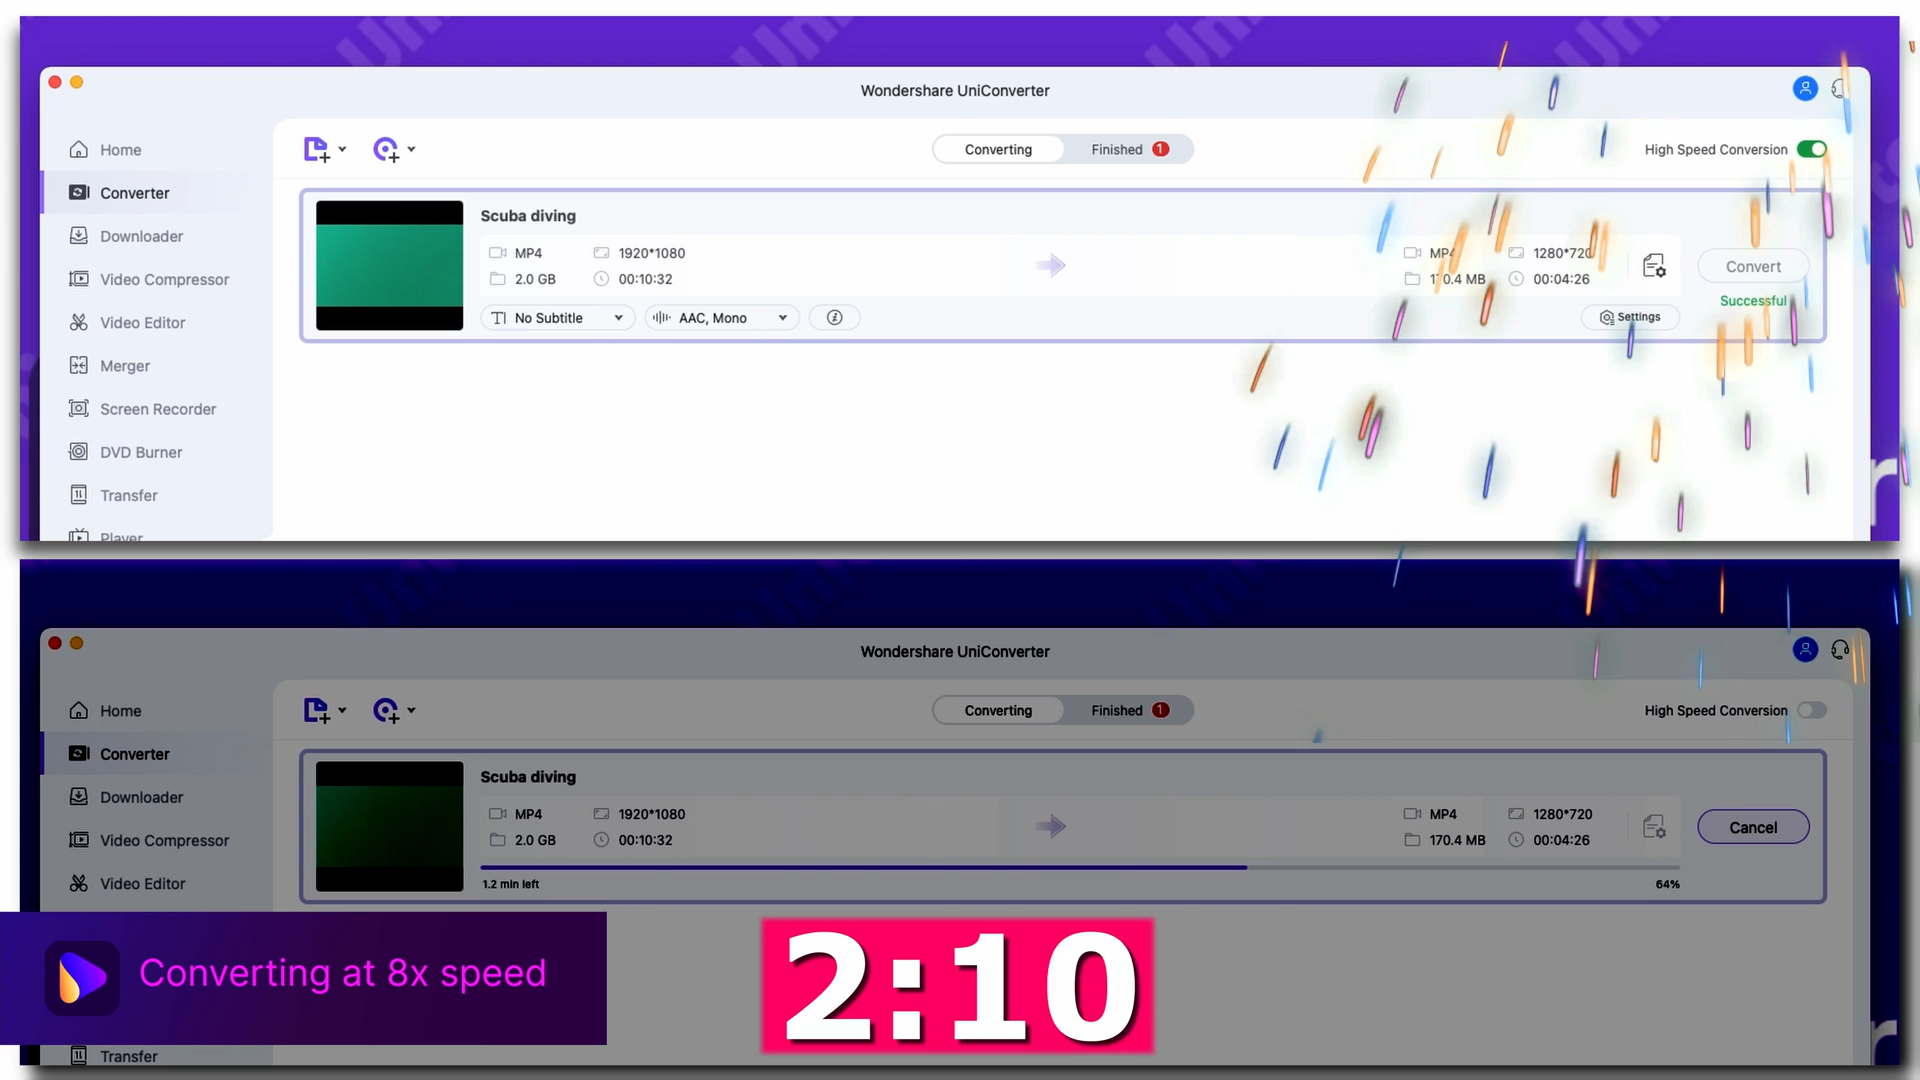 Wondershare UniConverter
Home
Converting
Finished
1
High Speed Conversion
Converter
Downloader
Scuba diving
MP4
1920*1080
MP4
1280*720
Video Compressor
2.0 GB
00:10:32
170.4 MB
00:04:26
Convert
Successful
Video Editor
No Subtitle
AAC, Mono
Settings
Merger
Screen Recorder
DVD Burner
Transfer
Player
Wondershare UniConverter
Home
Converting
Finished
1
High Speed Conversion
Converter
Downloader
Scuba diving
MP4
1920*1080
MP4
1280*720
Video Compressor
2.0 GB
00:10:32
170.4 MB
00:04:26
Cancel
Video Editor
1.2 min left
64%
Converting at 8x speed
2:10
Transfer